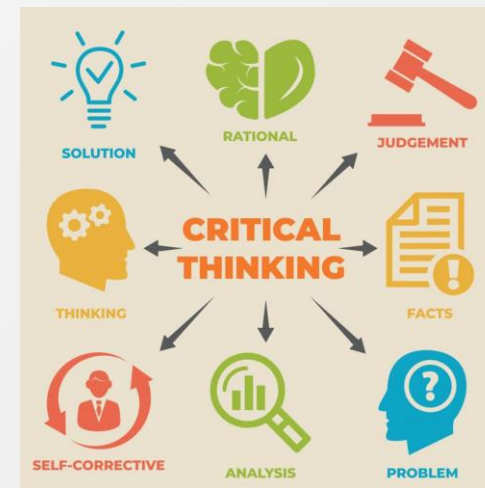 SOLUTION
RATIONAL
JUDGEMENT
CRITICAL
THINKING
THINKING
FACTS
SELF-CORRECTIVE
ANALYSIS
PROBLEM